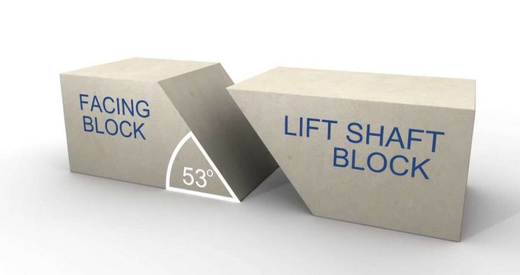 FACING
BLOCK
53°
LIFT SHAFT
BLOCK